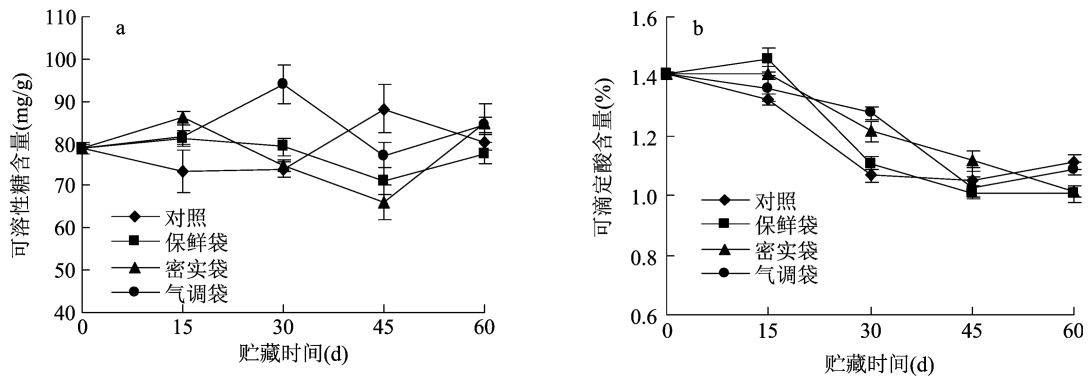 a
可溶性糖含量(mg/g)
110
100
90
80
70
60
50
40
对照
保鲜袋
密实袋
气调袋
0 15 30 45 60
贮藏时间(d)
b
可滴定酸含量(%)
1.6
1.4
1.2
1.0
0.8
0.6
对照
保鲜袋
密实袋
气调袋
0 15 30 45 60
贮藏时间(d)